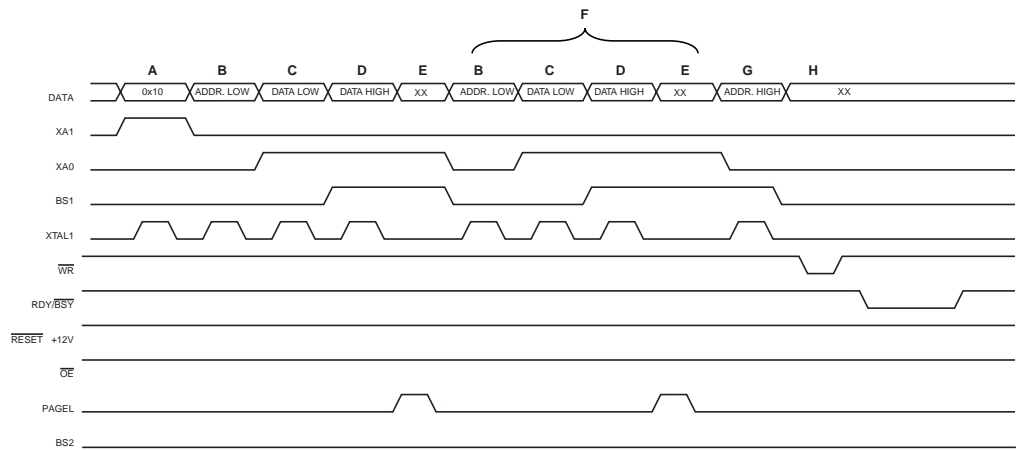 F
A B C D E B C D E G H
DATA 0x10 ADDR. LOW DATA LOW DATA HIGH XX ADDR. LOW DATA LOW DATA HIGH XX ADDR. HIGH XX
XA1
XA0
BS1
XTAL1
WR
RDY/BSY
RESET +12V
OE
PAGEL
BS2